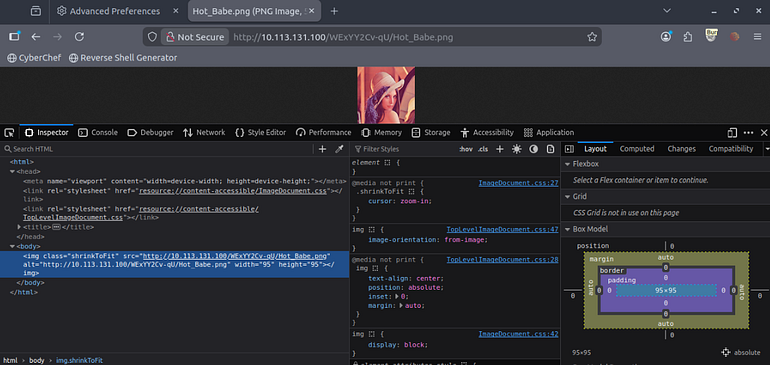 Advanced Preferences
Hot_Babe.png (PNG Image,
Not Secure
http://10.113.131.100/WExYY2Cv-qU/Hot_Babe.png
CyberChef
Reverse Shell Generator
Inspector
Console
Debugger
Network
Style Editor
Performance
Memory
Storage
Accessibility
Application
Search HTML
<html>
<head>
<meta name="viewport" content="width=device-width; height=device-height;"></meta>
<link rel="stylesheet" href="resource://content-accessible/ImageDocument.css"></
link>
<link rel="stylesheet" href="resource://content-accessible/
TopLevelImageDocument.css"></link>
<title></title>
</head>
<body>
<img class="shrinkToFit" src="http://10.113.131.100/WExYY2Cv-qU/Hot_Babe.png"
alt="http://10.113.131.100/WExYY2Cv-qU/Hot_Babe.png" width="95" height="95"></
img>
</body>
</html>
html
body
img.shrinkToFit
Filter Styles
:hov
.cls
element {
}
@media not print {
ImageDocument.css:27
.shrinkToFit {
cursor: zoom-in;
}
}
img {
TopLevelImageDocument.css:47
image-orientation: from-image;
}
@media not print {
TopLevelImageDocument.css:28
img {
text-align: center;
position: absolute;
inset: 0;
margin: auto;
}
}
img {
ImageDocument.css:42
display: block;
}
Layout
Computed
Changes
Compatibility
Flexbox
Select a Flex container or item to continue.
Grid
CSS Grid is not in use on this page
Box Model
position
0
margin
auto
border
0
padding
0
0
auto
0
0
95×95
0
0
auto
0
0
0
auto
0
95×95
absolute